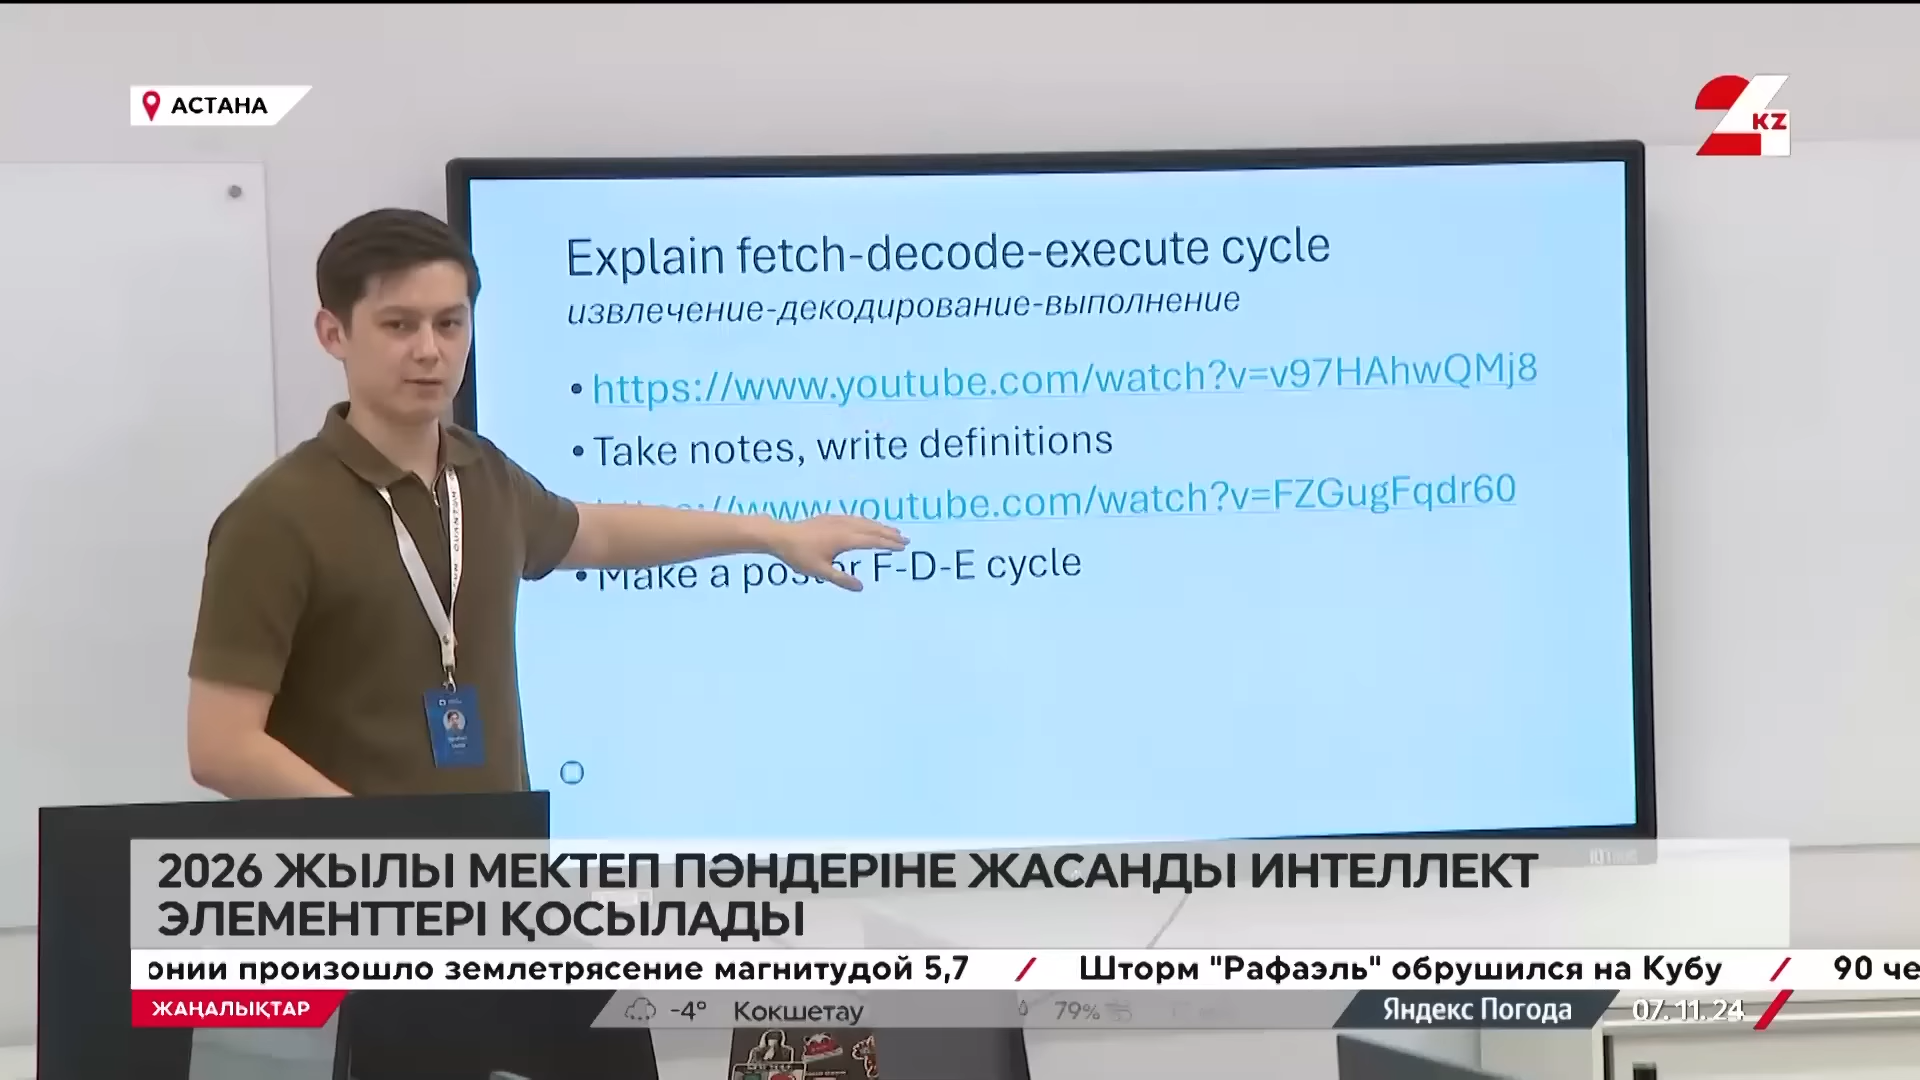 АСТАНА
24 KZ
Explain fetch-decode-execute cycle
извлечение-декодирование-выполнение
• https://www.youtube.com/watch?v=v97HAhwQMj8
• Take notes, write definitions
www.youtube.com/watch?v=FZGugFqdr60
• Make a poster F-D-E cycle
2026 ЖЫЛЫ МЕКТЕП ПӘНДЕРІНЕ ЖАСАНДЫ ИНТЕЛЛЕКТ
ЭЛЕМЕНТТЕРІ ҚОСЫЛАДЫ
онии произошло землетрясение магнитудой 5,7 / Шторм "Рафаэль" обрушился на Кубу / 90 че
ЖАҢАЛЫҚТАР -4° Кокшетау 79% Яндекс Погода 07.11.24